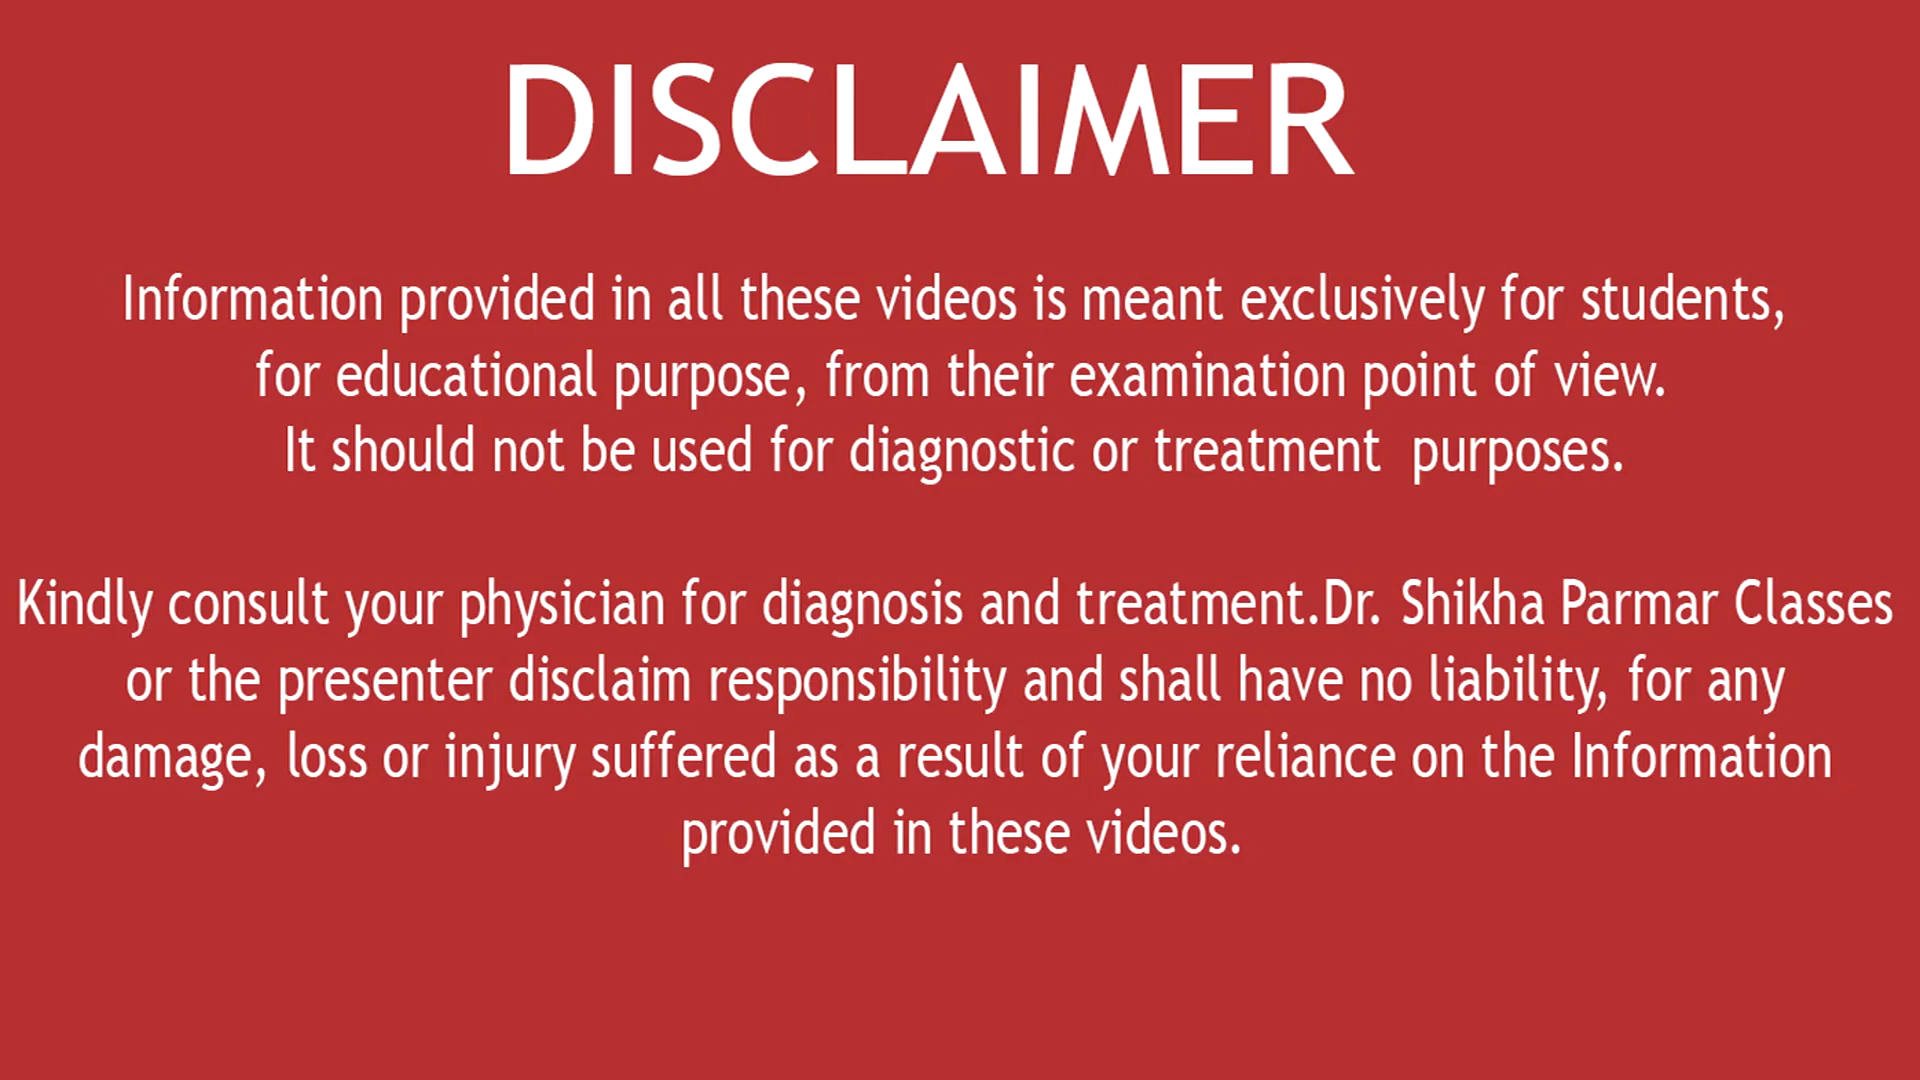 DISCLAIMER
Information provided in all these videos is meant exclusively for students,
for educational purpose, from their examination point of view.
It should not be used for diagnostic or treatment  purposes.
Kindly consult your physician for diagnosis and treatment.Dr. Shikha Parmar Classes
or the presenter disclaim responsibility and shall have no liability, for any
damage, loss or injury suffered as a result of your reliance on the Information
provided in these videos.